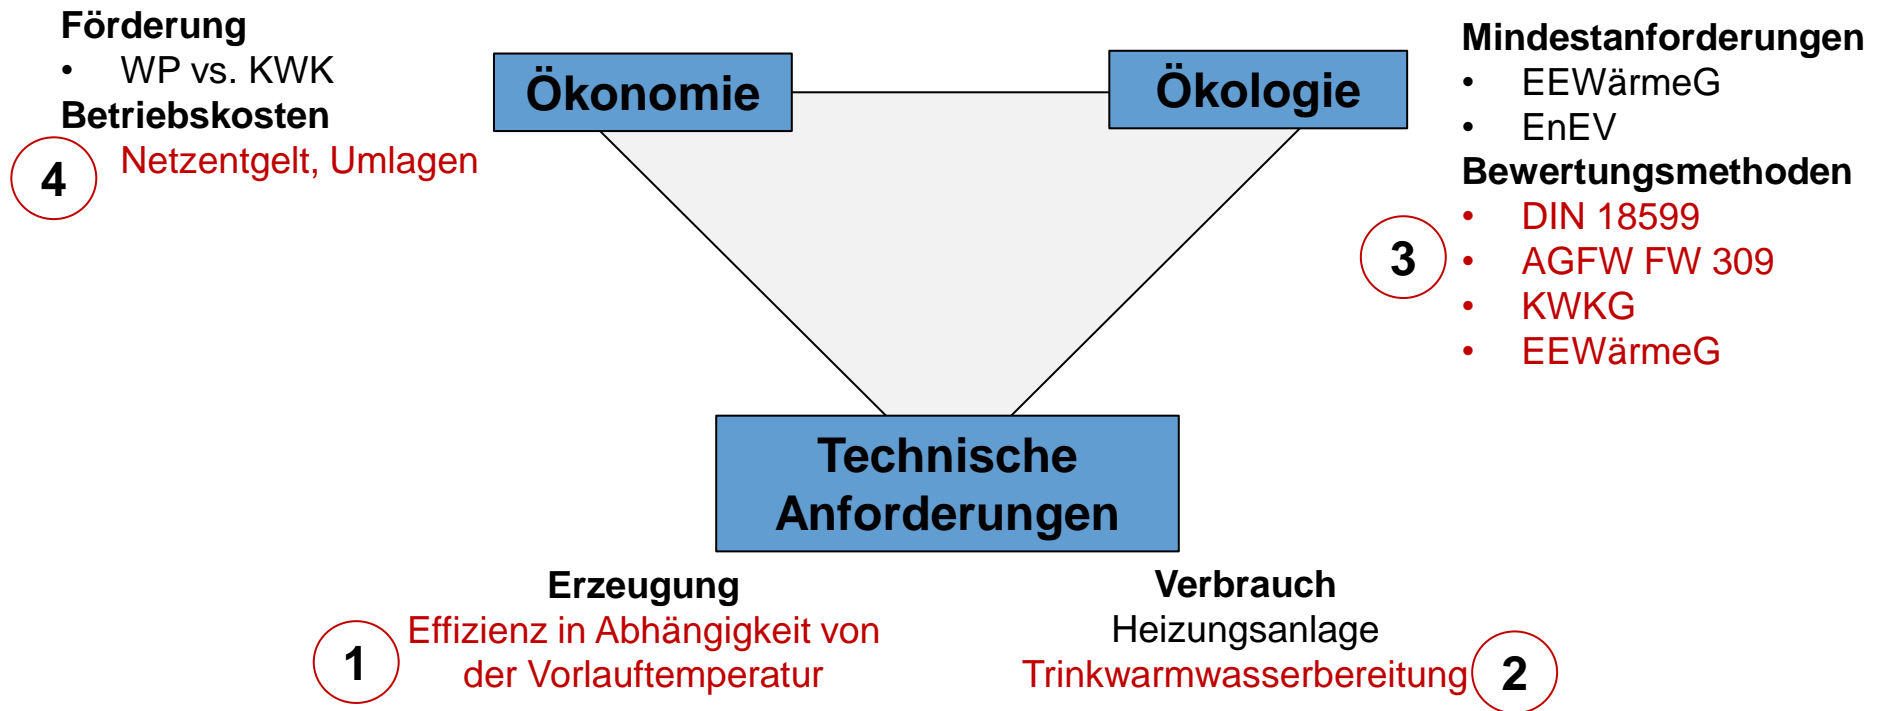 Förderung
• WP vs. KWK
Betriebskosten
Netzentgelt, Umlagen
4
Ökonomie
Ökologie
Mindestanforderungen
• EEWärmeG
• EnEV
Bewertungsmethoden
• DIN 18599
• AGFW FW 309
• KWKG
• EEWärmeG
3
Technische
Anforderungen
Erzeugung
Effizienz in Abhängigkeit von
der Vorlauftemperatur
1
Verbrauch
Heizungsanlage
Trinkwarmwasserbereitung
2